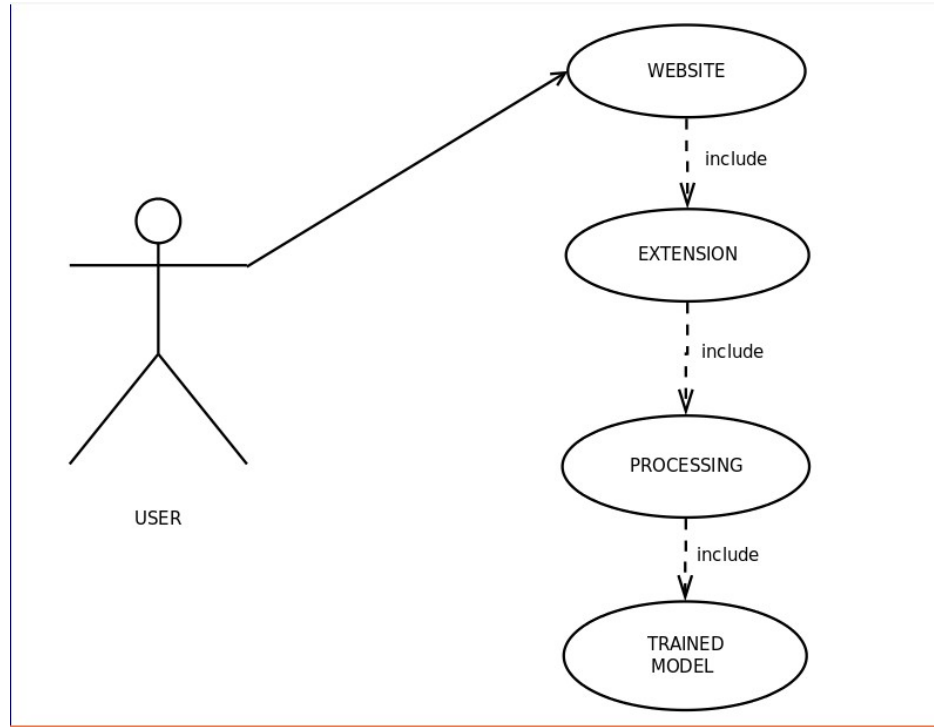 WEBSITE
include
EXTENSION
include
PROCESSING
USER
include
TRAINED
MODEL